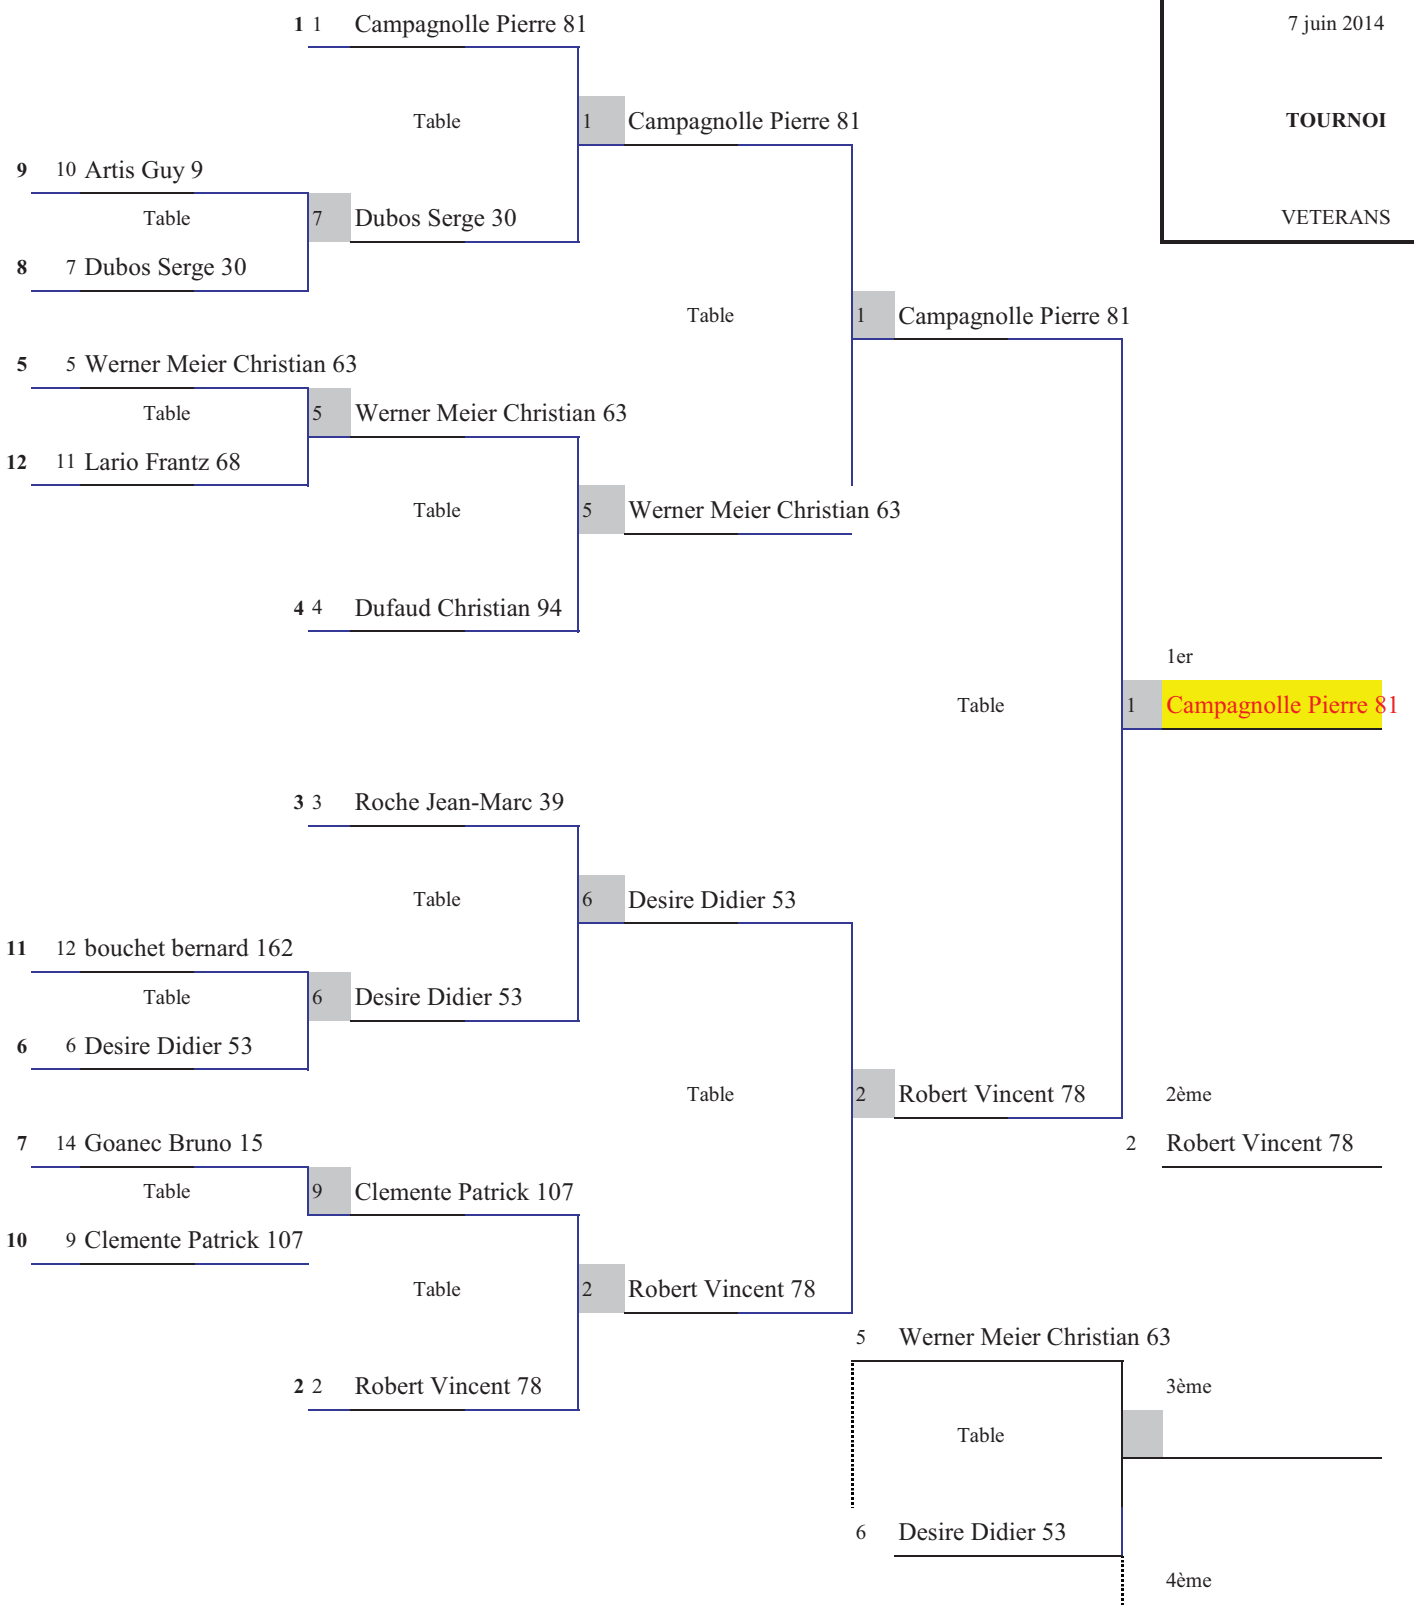 1 1 Campagnolle Pierre 81
7 juin 2014
Table
1 Campagnolle Pierre 81
TOURNOI
9 10 Artis Guy 9
Table
7 Dubos Serge 30
VETERANS
8 7 Dubos Serge 30
Table
1 Campagnolle Pierre 81
5 5 Werner Meier Christian 63
Table
5 Werner Meier Christian 63
12 11 Lario Frantz 68
Table
5 Werner Meier Christian 63
4 4 Dufaud Christian 94
1er
Table
1 Campagnolle Pierre 81
3 3 Roche Jean-Marc 39
Table
6 Desire Didier 53
11 12 bouchet bernard 162
Table
6 Desire Didier 53
6 6 Desire Didier 53
Table
2 Robert Vincent 78
2ème
7 14 Goanec Bruno 15
2 Robert Vincent 78
Table
9 Clemente Patrick 107
10 9 Clemente Patrick 107
Table
2 Robert Vincent 78
5 Werner Meier Christian 63
2 2 Robert Vincent 78
3ème
Table
6 Desire Didier 53
4ème